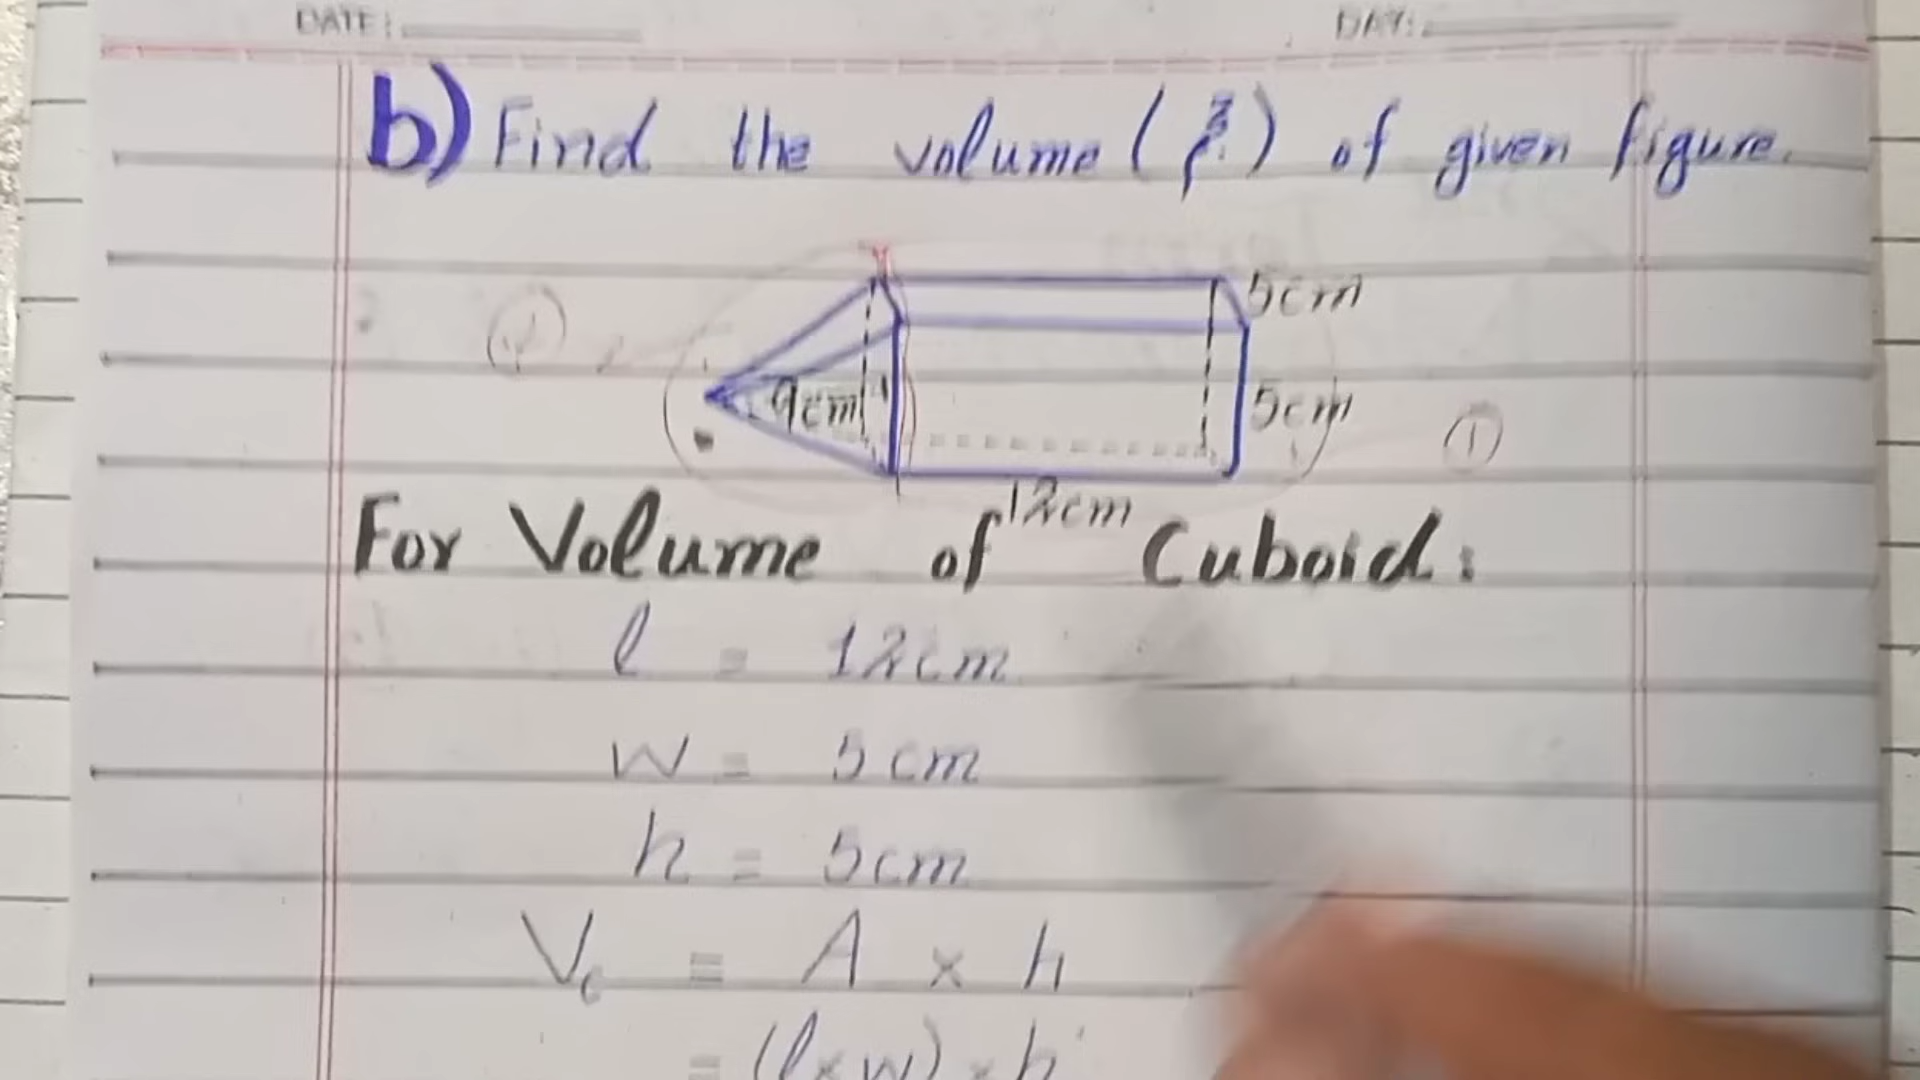 DATE: DAY:
b) Find the volume ( ) of given figure.
5cm
9cm 5cm
①
12cm
For Volume of Cuboid:
l = 12cm
w = 5cm
h = 5cm
V = A × h
= (l×w) × h